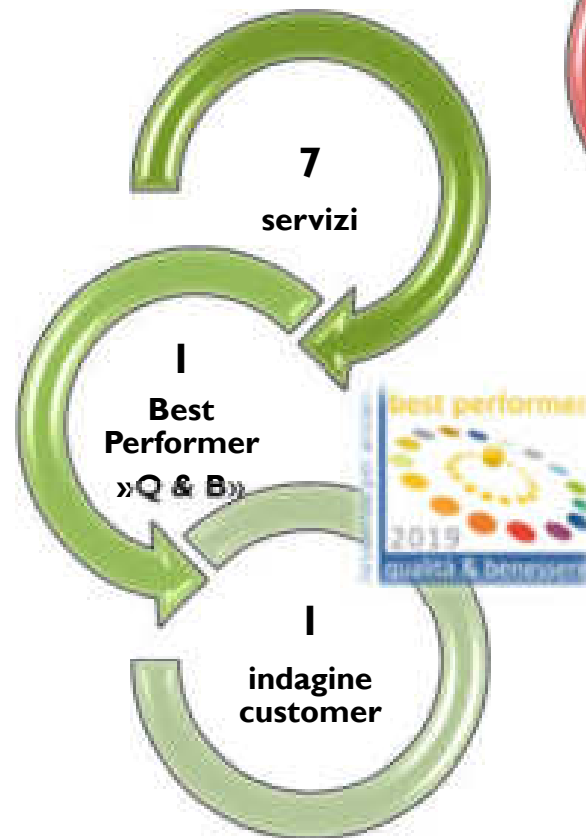 7
servizi
1
Best
Performer
»Q & B»
best performer
2019
qualità & benessere
1
indagine
customer